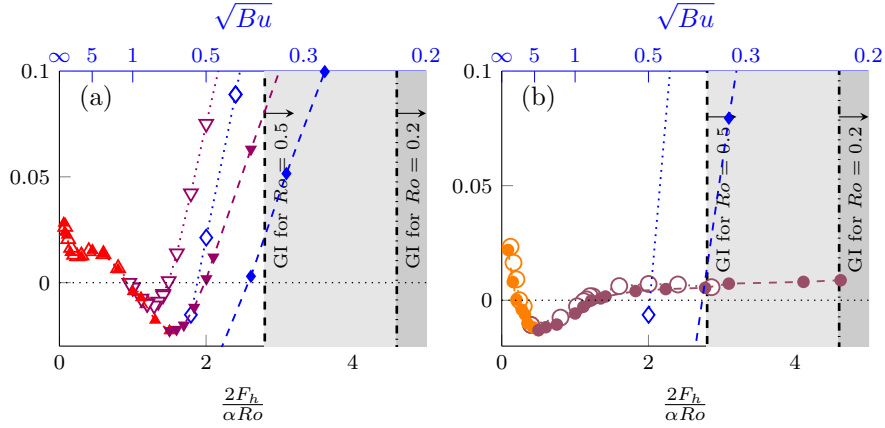 √Bu
√Bu
∞ 5 1 0.5 0.3 0.2
∞ 5 1 0.5 0.3 0.2
0.1
0.05
0
(a)
GI for Ro = 0.5
GI for Ro = 0.2
0 2 4
2F_h
αRo
0.1
0.05
0
(b)
GI for Ro = 0.5
GI for Ro = 0.2
0 2 4
2F_h
αRo